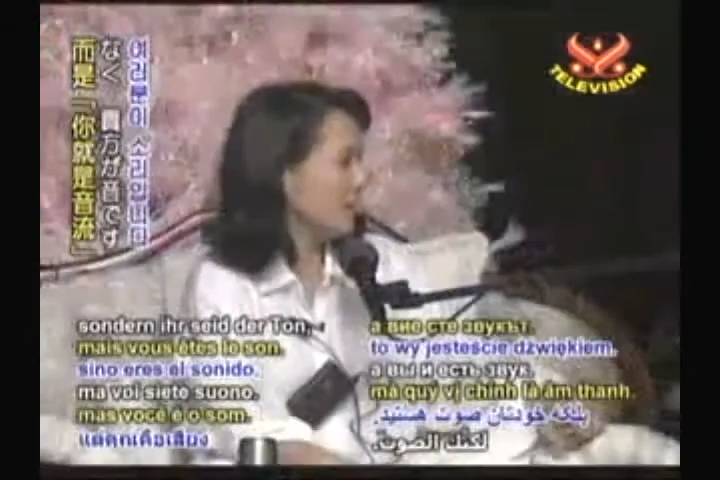 여러분이 소리입니다
なく 貴方が音です
而是「你就是音流」
TELEVISION
sondern ihr seid der Ton,
mais vous êtes le son.
sino eres el sonido.
ma voi siete suono.
mas você é o som.
แต่คุกคือเสียง
а вие сте звукът.
to wy jesteście dźwiękiem.
а вы и есть звук.
mà quý vị chính là âm thanh.
بلکه خودتان صوت هستید.
لكنك الصوت.